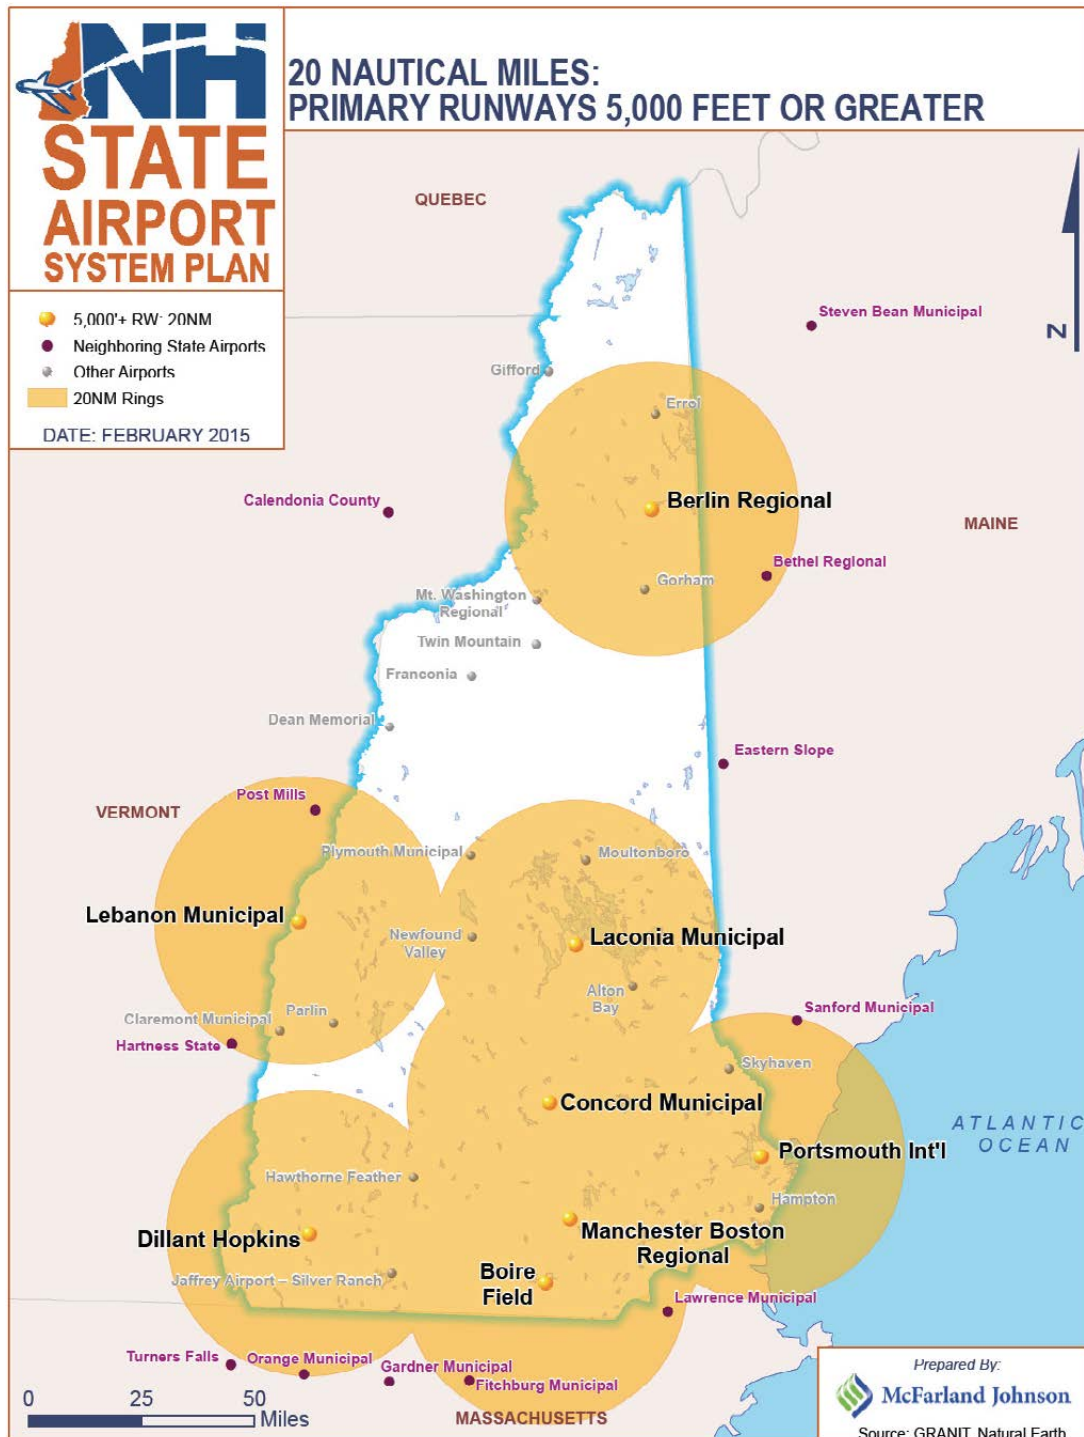 NH
STATE
AIRPORT
SYSTEM PLAN
20 NAUTICAL MILES:
PRIMARY RUNWAYS 5,000 FEET OR GREATER
5,000'+ RW: 20NM
Neighboring State Airports
Other Airports
20NM Rings
DATE: FEBRUARY 2015
QUEBEC
Steven Bean Municipal
N
Gifford
Errol
Calendonia County
Berlin Regional
MAINE
Bethel Regional
Gorham
Mt. Washington
Regional
Twin Mountain
Franconia
Dean Memorial
Eastern Slope
Post Mills
VERMONT
Plymouth Municipal
Moultonboro
Lebanon Municipal
Newfound
Valley
Laconia Municipal
Alton
Bay
Parlin
Claremont Municipal
Hartness State
Sanford Municipal
Skyhaven
Concord Municipal
ATLANTIC
OCEAN
Portsmouth Int'l
Hawthorne Feather
Hampton
Dillant Hopkins
Manchester Boston
Regional
Jaffrey Airport – Silver Ranch
Boire
Field
Lawrence Municipal
Turners Falls
Orange Municipal
Gardner Municipal
Fitchburg Municipal
MASSACHUSETTS
0 25 50
Miles
Prepared By:
McFarland Johnson
Source: GRANIT, Natural Earth